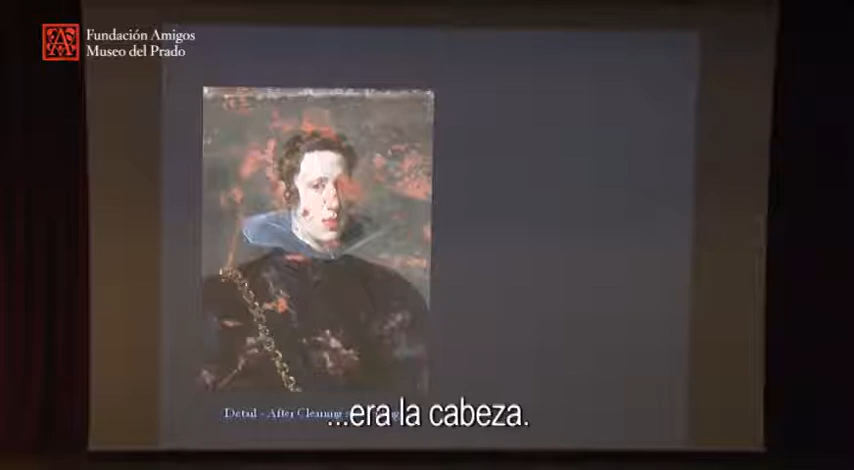 Fundación Amigos
Museo del Prado
Detail - After Cleaning
...era la cabeza.